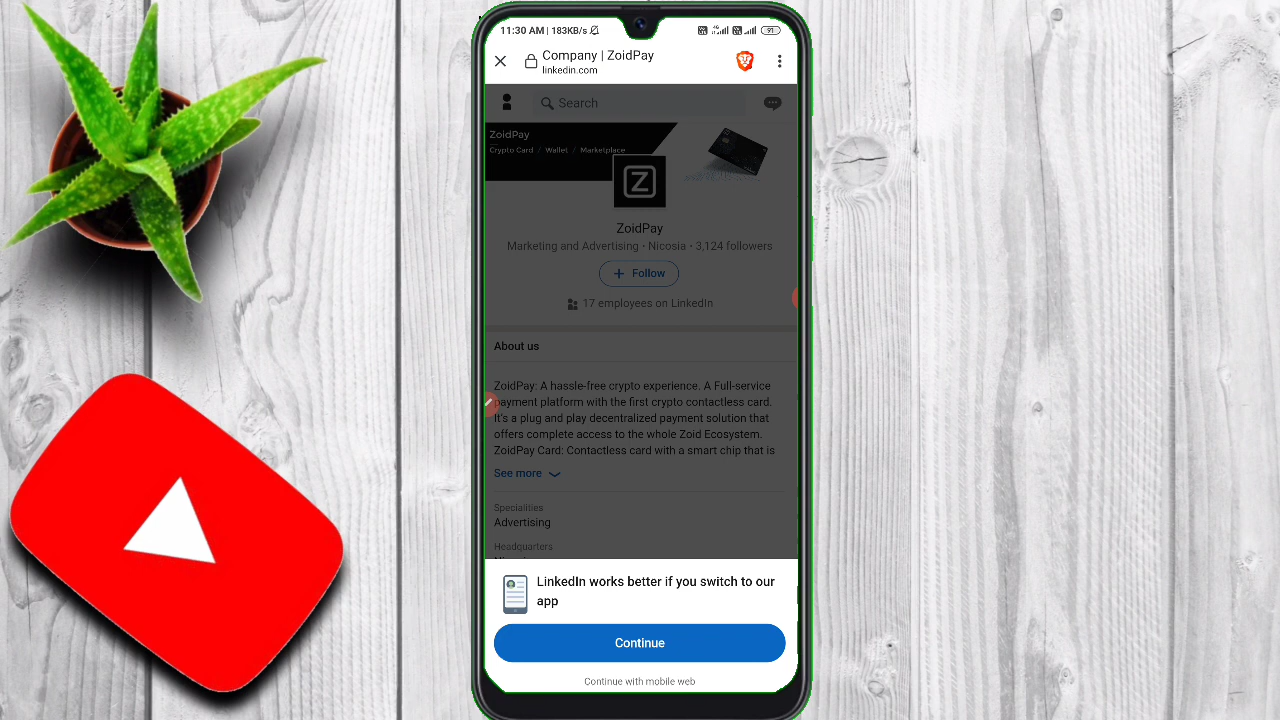 11:30 AM | 183KB/s
91
Company | ZoidPay
linkedin.com
Search
ZoidPay
Crypto Card / Wallet / Marketplace
Z
ZoidPay
Marketing and Advertising • Nicosia • 3,124 followers
+ Follow
17 employees on LinkedIn
About us
ZoidPay: A hassle-free crypto experience. A Full-service
payment platform with the first crypto contactless card.
It's a plug and play decentralized payment solution that
offers complete access to the whole Zoid Ecosystem.
ZoidPay Card: Contactless card with a smart chip that is
See more
Specialities
Advertising
Headquarters
LinkedIn works better if you switch to our
app
Continue
Continue with mobile web